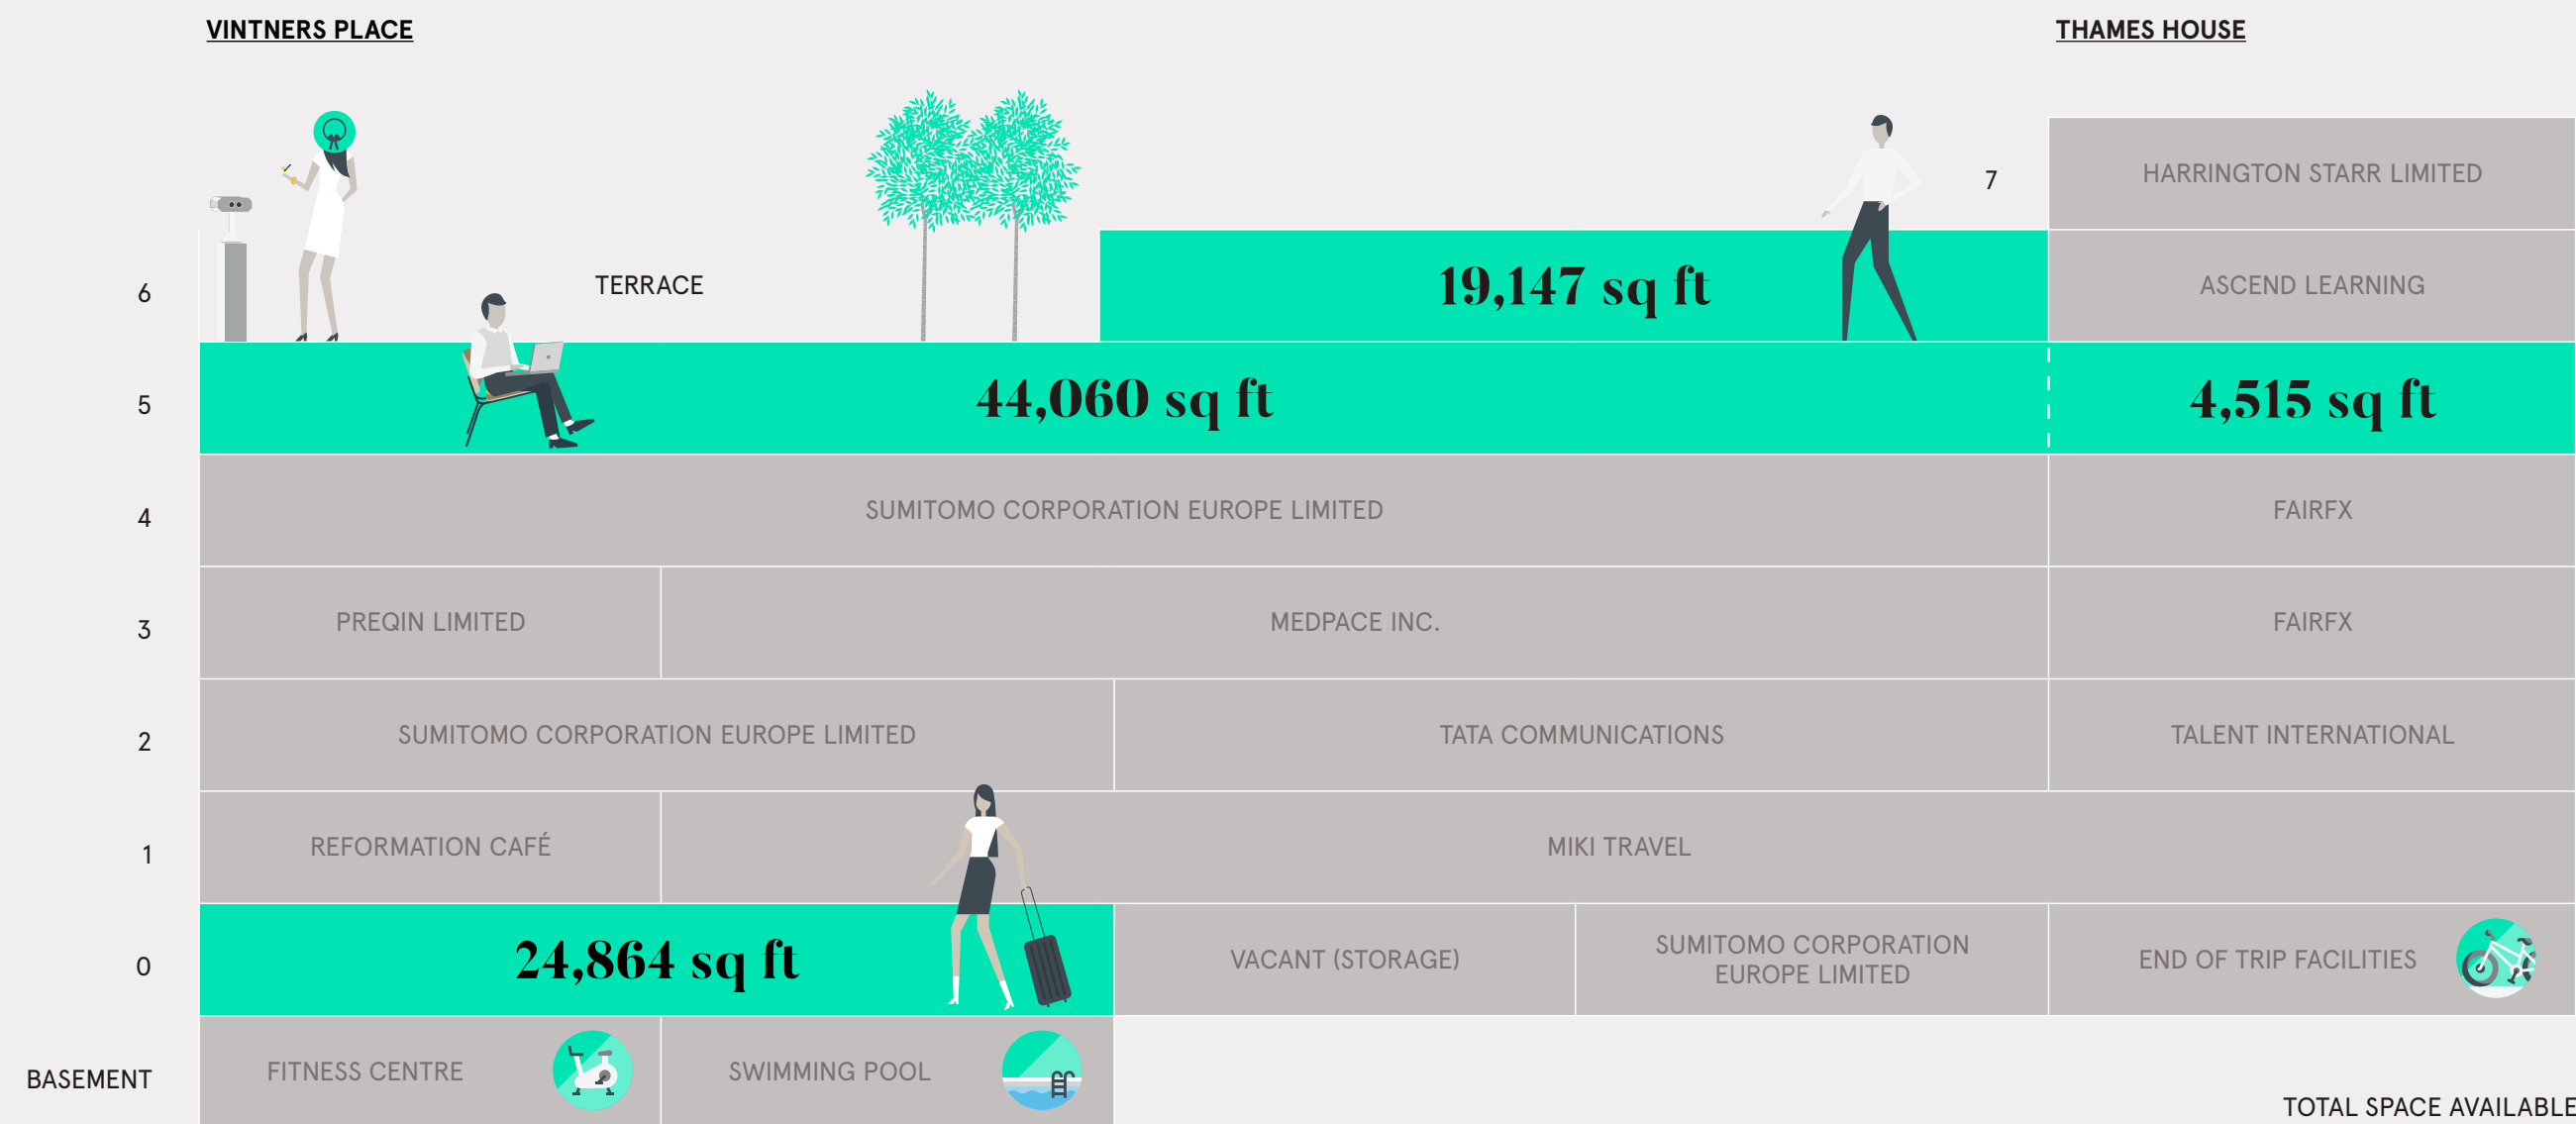 VINTNERS PLACE
THAMES HOUSE
7
HARRINGTON STARR LIMITED
6
TERRACE
19,147 sq ft
ASCEND LEARNING
5
44,060 sq ft
4,515 sq ft
4
SUMITOMO CORPORATION EUROPE LIMITED
FAIRFX
3
PREQIN LIMITED
MEDPACE INC.
FAIRFX
2
SUMITOMO CORPORATION EUROPE LIMITED
TATA COMMUNICATIONS
TALENT INTERNATIONAL
1
REFORMATION CAFÉ
MIKI TRAVEL
0
24,864 sq ft
VACANT (STORAGE)
SUMITOMO CORPORATION
EUROPE LIMITED
END OF TRIP FACILITIES
BASEMENT
FITNESS CENTRE
SWIMMING POOL
TOTAL SPACE AVAILABLE